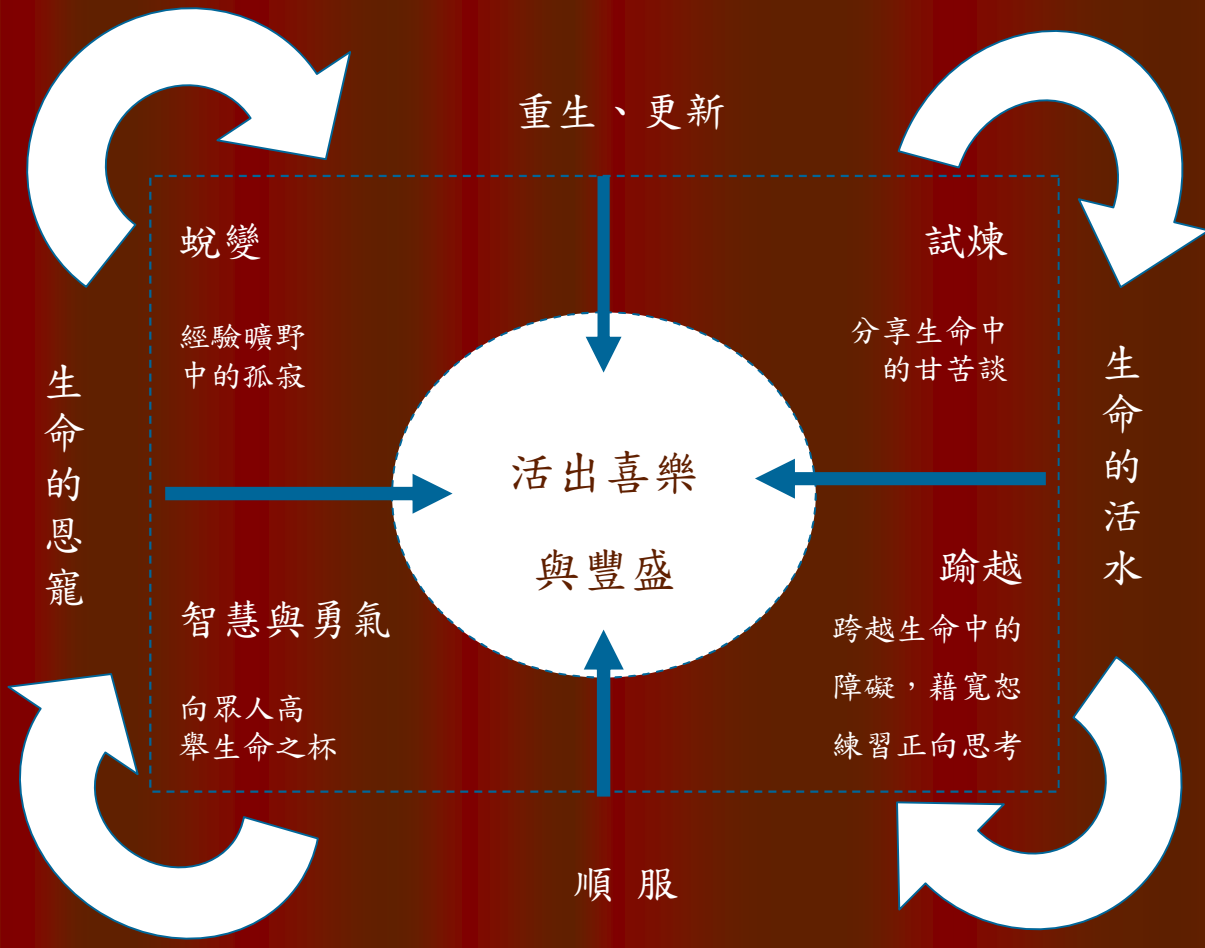 重生、更新
蛻變
經驗曠野
中的孤寂
試煉
分享生命中
的甘苦談
生命的恩寵
活出喜樂
與豐盛
生命的活水
智慧與勇氣
向眾人高
舉生命之杯
踰越
跨越生命中的
障礙，藉寬恕
練習正向思考
順 服